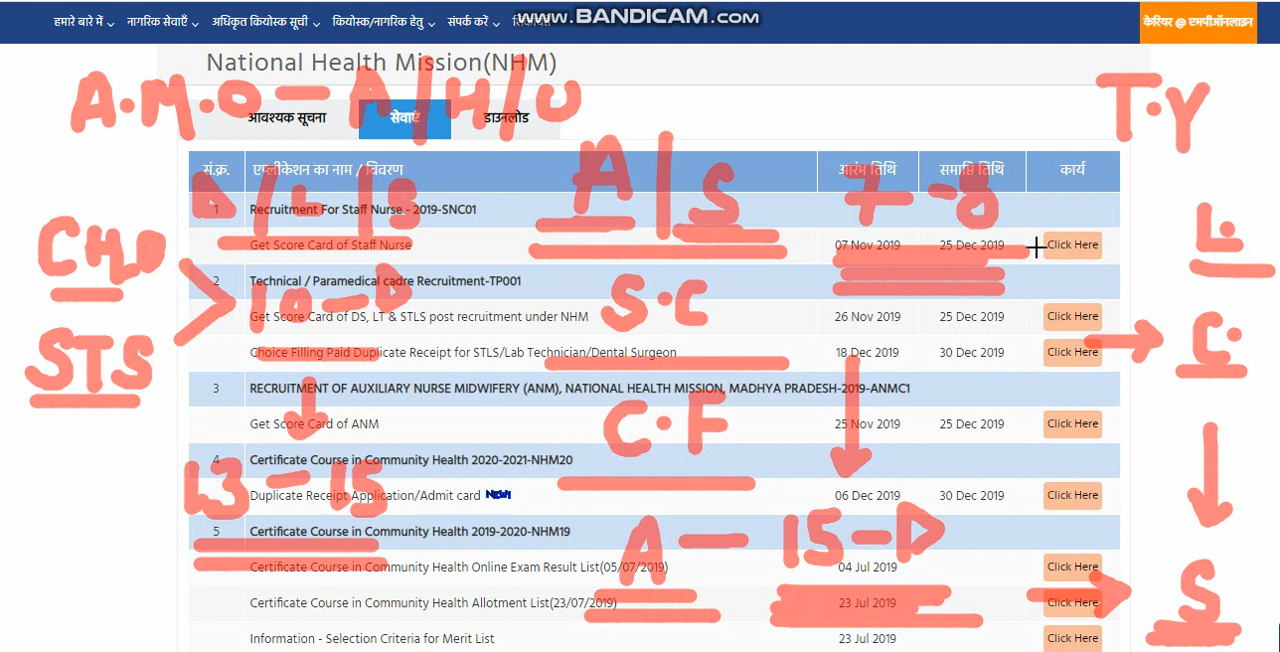 हमारे बारे में नागरिक सेवाएँ अधिकृत कियोस्क सूची कियोस्क/नागरिक हेतु संपर्क करें www.BANDICAM.com कैरियर @ एमपीऑनलाइन
National Health Mission(NHM)
A.M.O - A/H/U
T.Y
आवश्यक सूचना सेवाएँ डाउनलोड
सं.क्र. एप्लीकेशन का नाम / विवरण आरंभ तिथि समाप्ति तिथि कार्य
A/S 7-8
1 Recruitment For Staff Nurse - 2019-SNC01
L.
Get Score Card of Staff Nurse 07 Nov 2019 25 Dec 2019 Click Here
CHO
2 Technical / Paramedical cadre Recruitment-TP001
10-D S.C
Get Score Card of DS, LT & STLS post recruitment under NHM 26 Nov 2019 25 Dec 2019 Click Here
C.
STS
Choice Filling Paid Duplicate Receipt for STLS/Lab Technician/Dental Surgeon 18 Dec 2019 30 Dec 2019 Click Here
3 RECRUITMENT OF AUXILIARY NURSE MIDWIFERY (ANM), NATIONAL HEALTH MISSION, MADHYA PRADESH-2019-ANMC1
Get Score Card of ANM 25 Nov 2019 25 Dec 2019 Click Here
C.F
4 Certificate Course in Community Health 2020-2021-NHM20
13-15
Duplicate Receipt Application/Admit card NEW 06 Dec 2019 30 Dec 2019 Click Here
5 Certificate Course in Community Health 2019-2020-NHM19
A - 15-D
Certificate Course in Community Health Online Exam Result List(05/07/2019) 04 Jul 2019 Click Here
Certificate Course in Community Health Allotment List(23/07/2019) 23 Jul 2019 Click Here
S
Information - Selection Criteria for Merit List 23 Jul 2019 Click Here